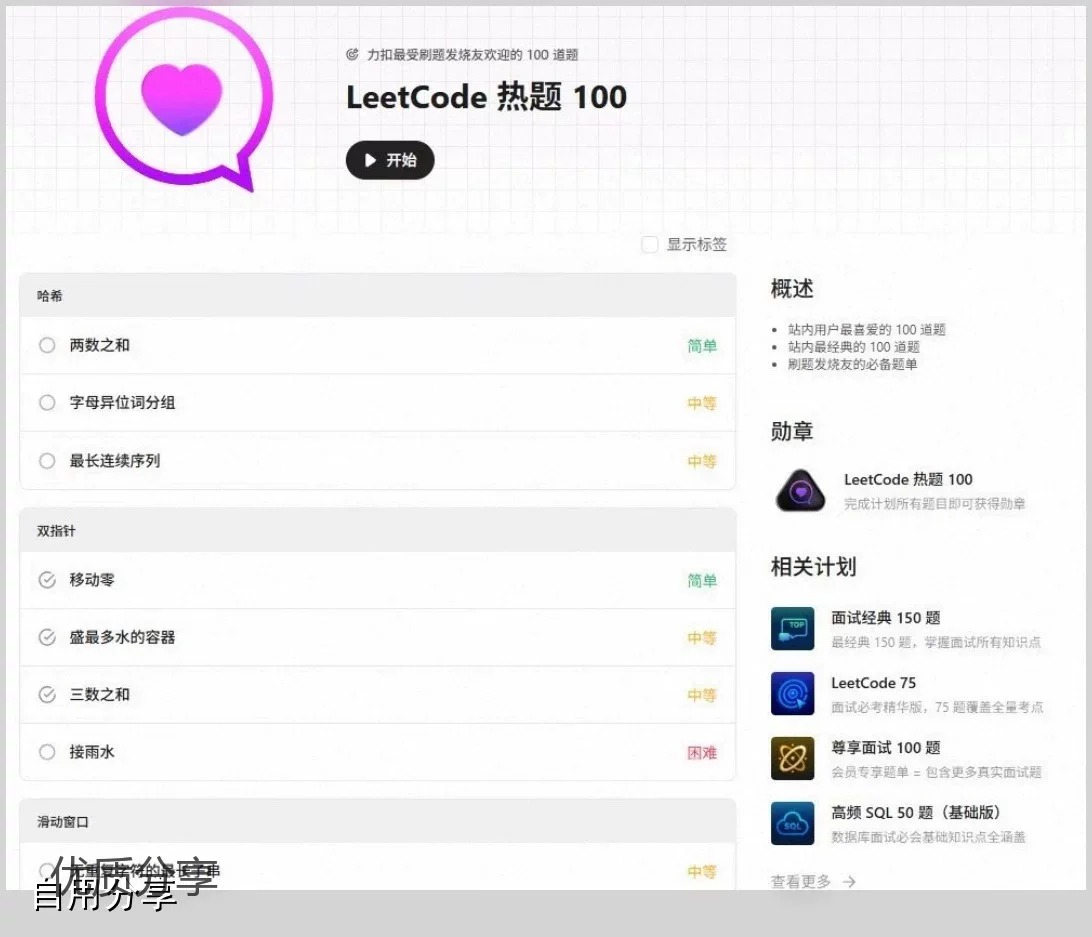 力扣最受刷题发烧友欢迎的 100 道题
LeetCode 热题 100
开始
显示标签
哈希
两数之和 简单
字母异位词分组 中等
最长连续序列 中等
双指针
移动零 简单
盛最多水的容器 中等
三数之和 中等
接雨水 困难
滑动窗口
无重复字符的最长子串 中等
概述
站内用户最喜爱的 100 道题
站内最经典的 100 道题
刷题发烧友的必备题单
勋章
LeetCode 热题 100
完成计划所有题目即可获得勋章
相关计划
TOP
面试经典 150 题
最经典 150 题，掌握面试所有知识点
LeetCode 75
面试必考精华版，75 题覆盖全量考点
尊享面试 100 题
会员专享题单 = 包含更多真实面试题
SQL
高频 SQL 50 题（基础版）
数据库面试必会基础知识点全涵盖
查看更多
优质分享
自用分享